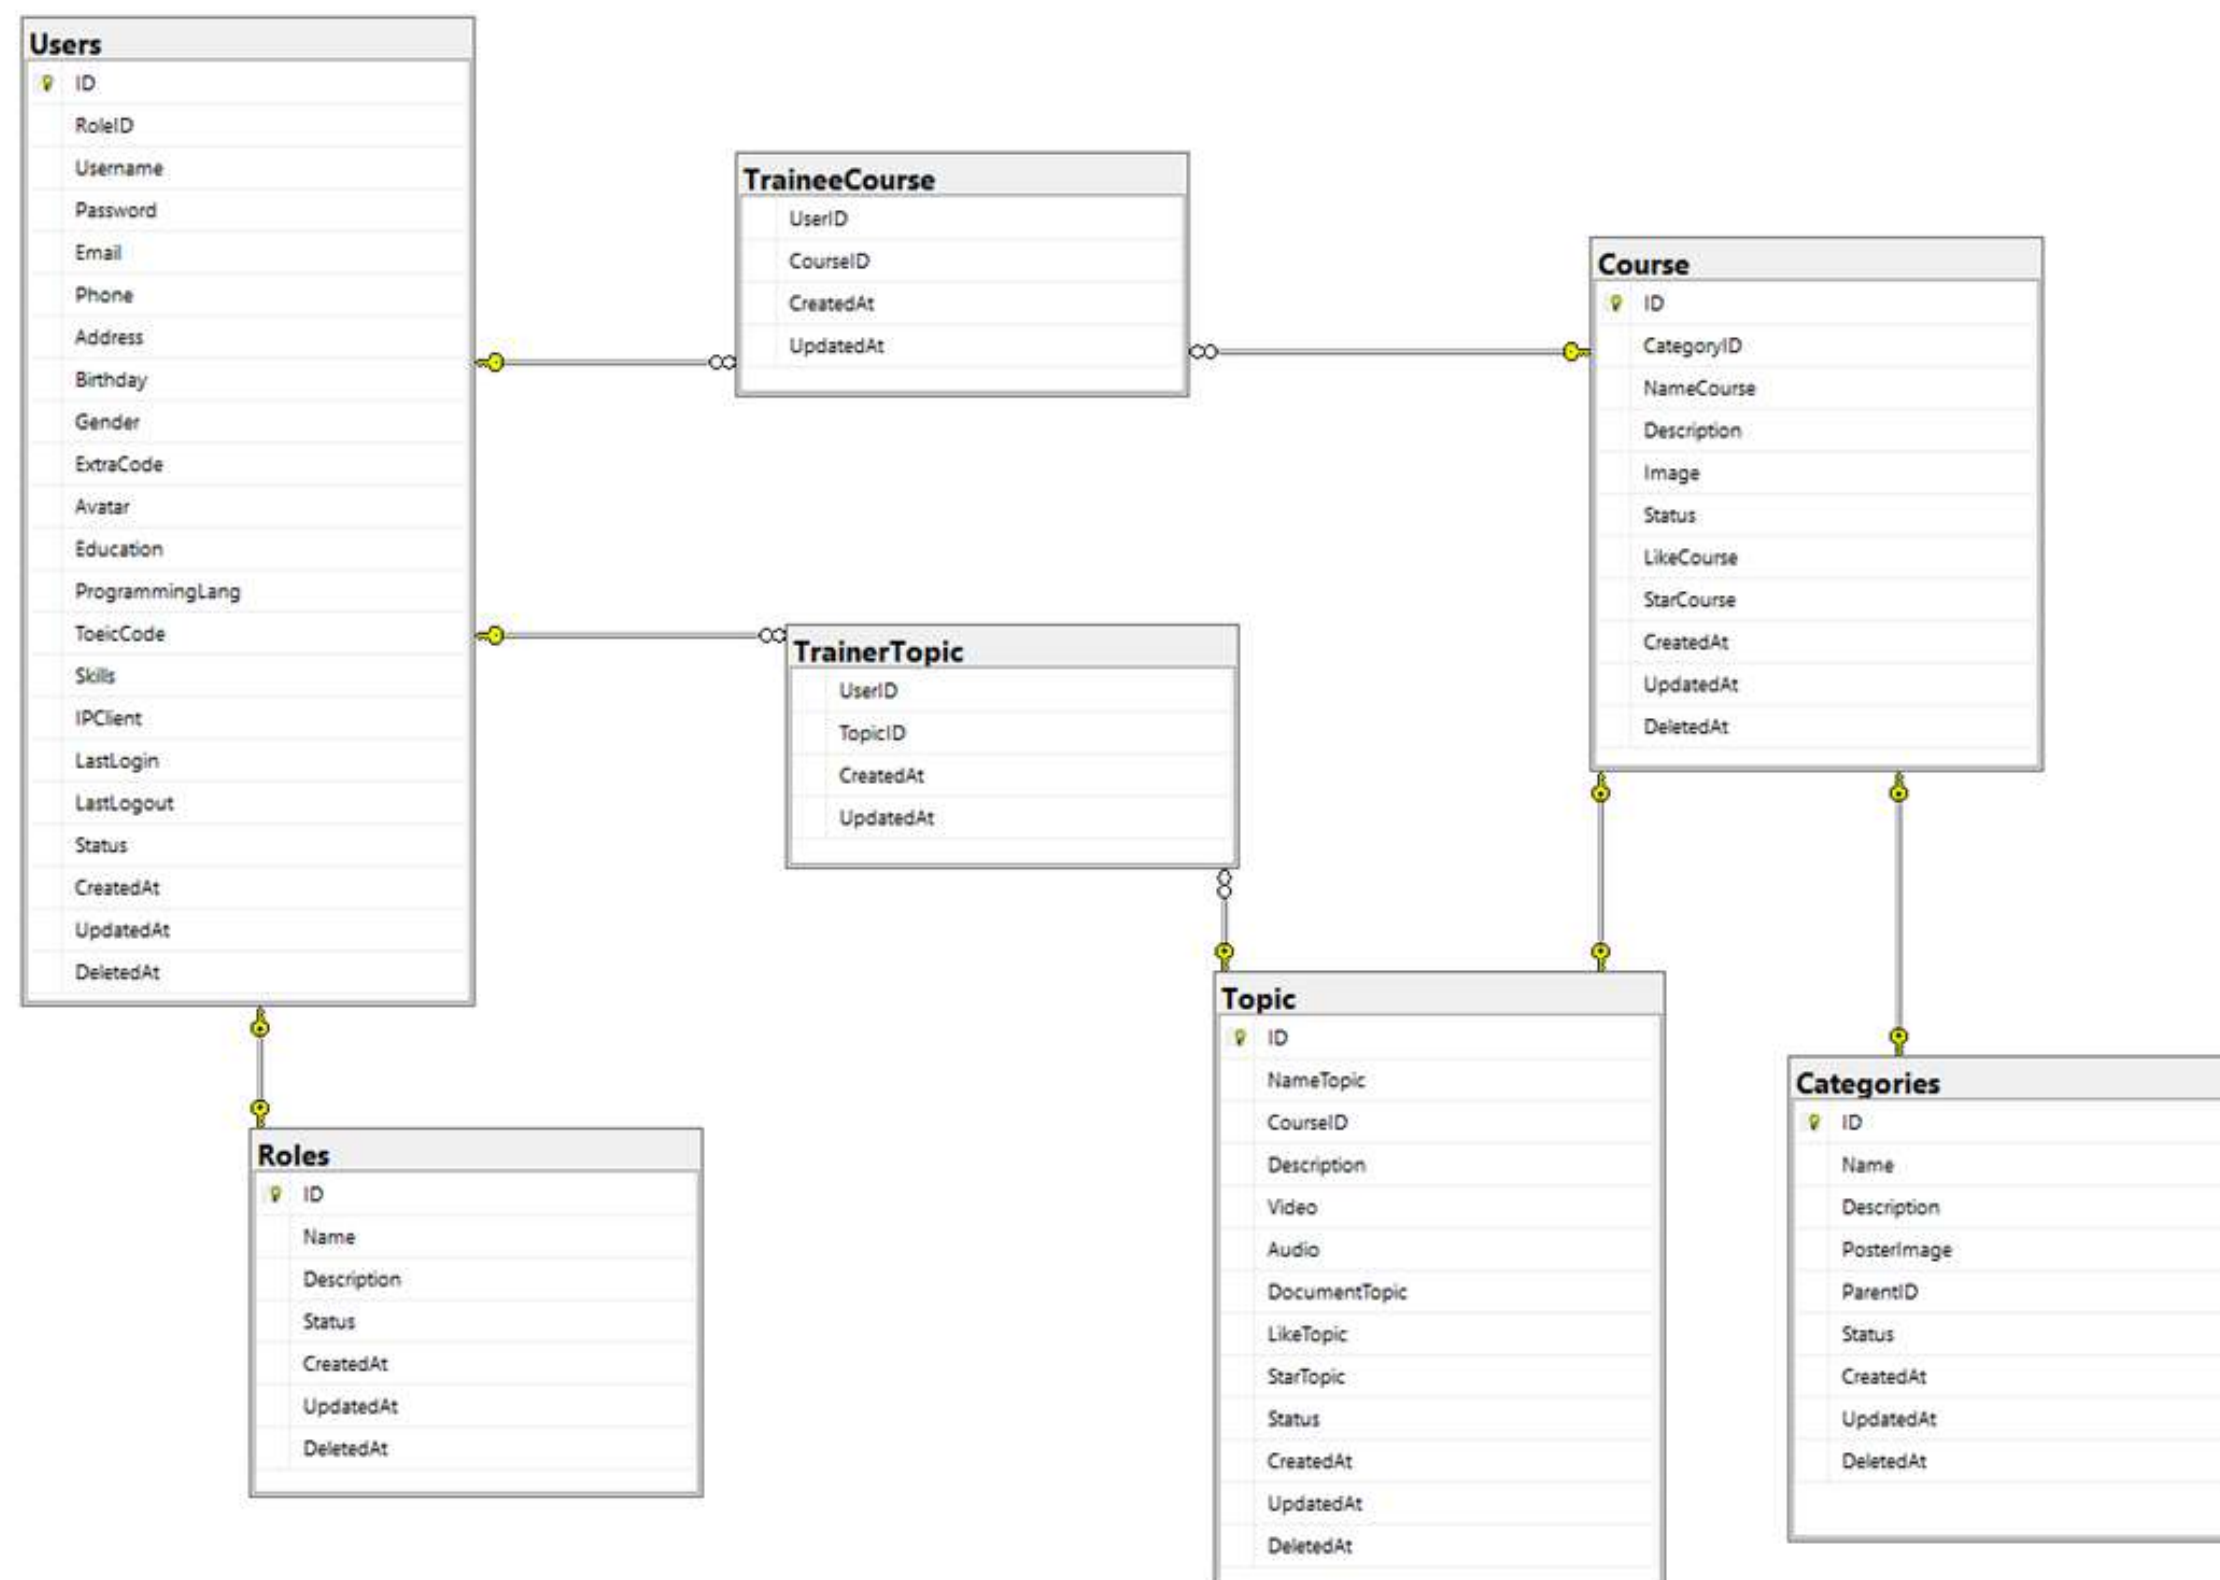 Users
ID
RoleID
Username
Password
Email
Phone
Address
Birthday
Gender
ExtraCode
Avatar
Education
ProgrammingLang
ToeicCode
Skills
IPClient
LastLogin
LastLogout
Status
CreatedAt
UpdatedAt
DeletedAt
TraineeCourse
UserID
CourseID
CreatedAt
UpdatedAt
Course
ID
CategoryID
NameCourse
Description
Image
Status
LikeCourse
StarCourse
CreatedAt
UpdatedAt
DeletedAt
TrainerTopic
UserID
TopicID
CreatedAt
UpdatedAt
Roles
ID
Name
Description
Status
CreatedAt
UpdatedAt
DeletedAt
Topic
ID
NameTopic
CourseID
Description
Video
Audio
DocumentTopic
LikeTopic
StarTopic
Status
CreatedAt
UpdatedAt
DeletedAt
Categories
ID
Name
Description
PosterImage
ParentID
Status
CreatedAt
UpdatedAt
DeletedAt